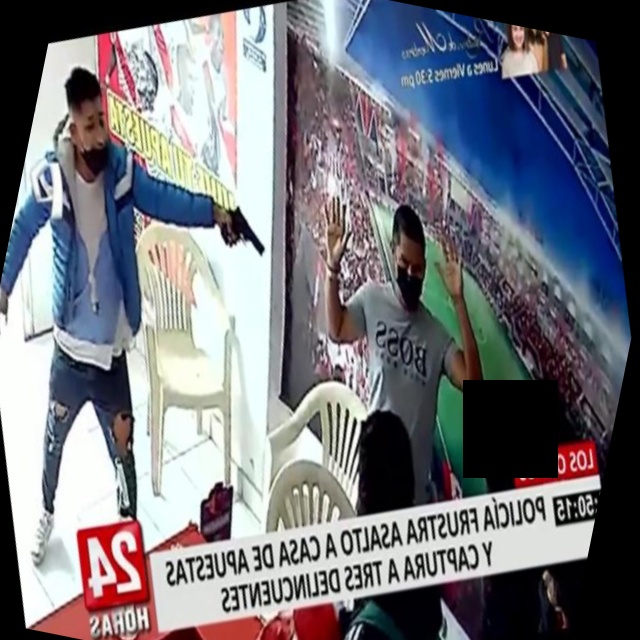 Lunes a Viernes 5:30 pm
BOSS
LOS O
:50:15
POLICÍA FRUSTRA ASALTO A CASA DE APUESTAS
Y CAPTURA A TRES DELINCUENTES
24
HORAS